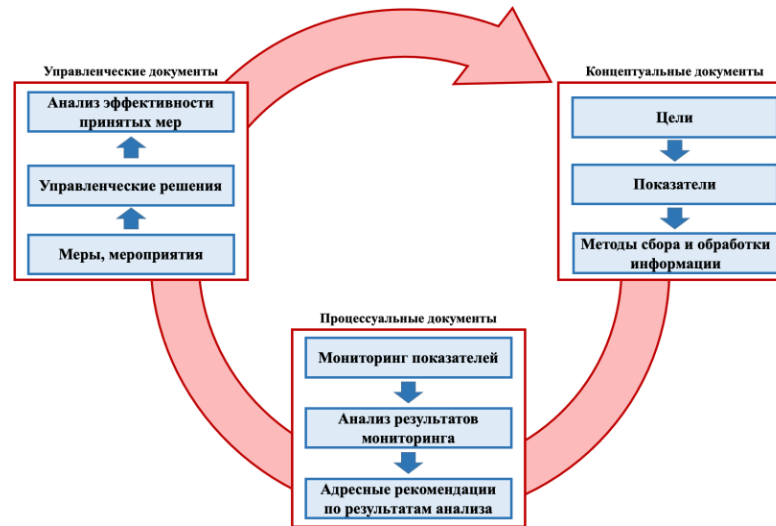 Управленческие документы
Анализ эффективности
принятых мер
Управленческие решения
Меры, мероприятия
Концептуальные документы
Цели
Показатели
Методы сбора и обработки
информации
Процессуальные документы
Мониторинг показателей
Анализ результатов
мониторинга
Адресные рекомендации
по результатам анализа